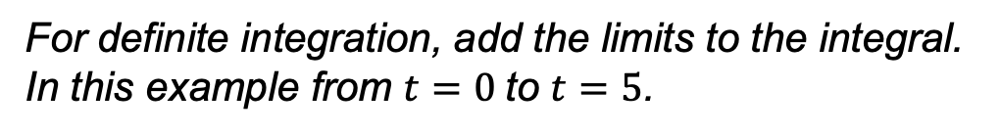 For definite integration, add the limits to the integral.
In this example from t = 0 to t = 5.